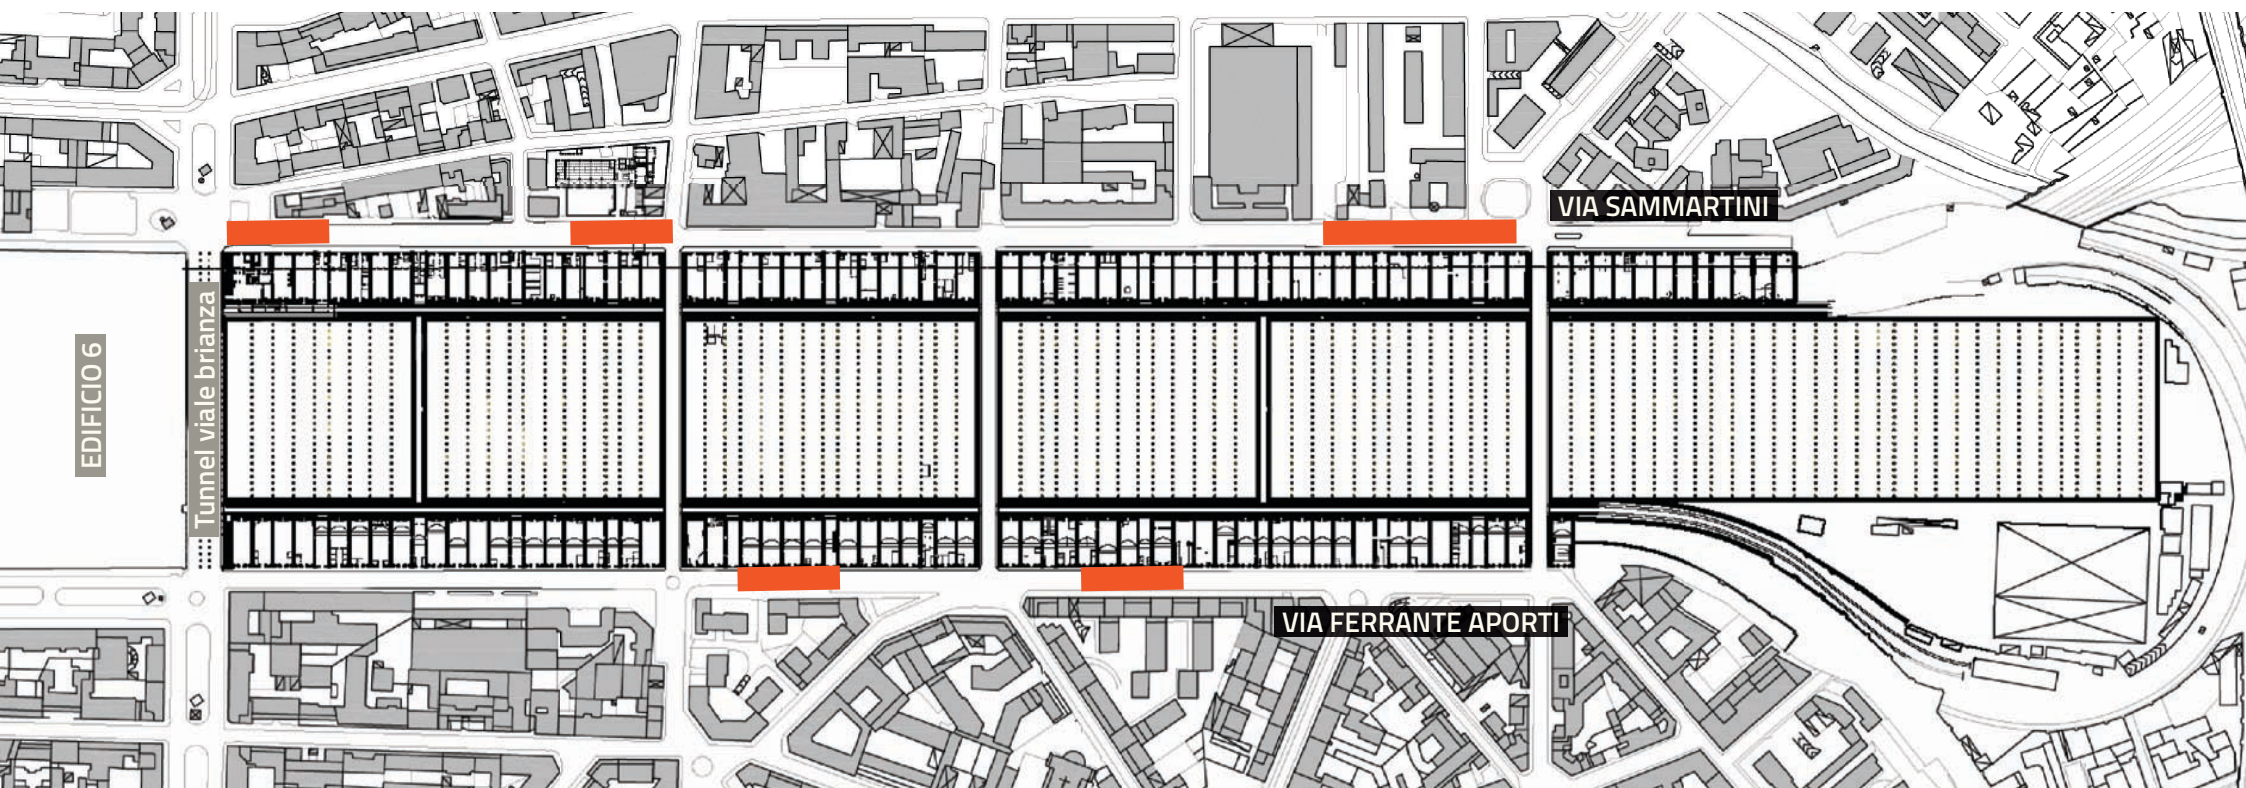 VIA SAMMARTINI
EDIFICIO 6
Tunnel viale brianza
VIA FERRANTE APORTI